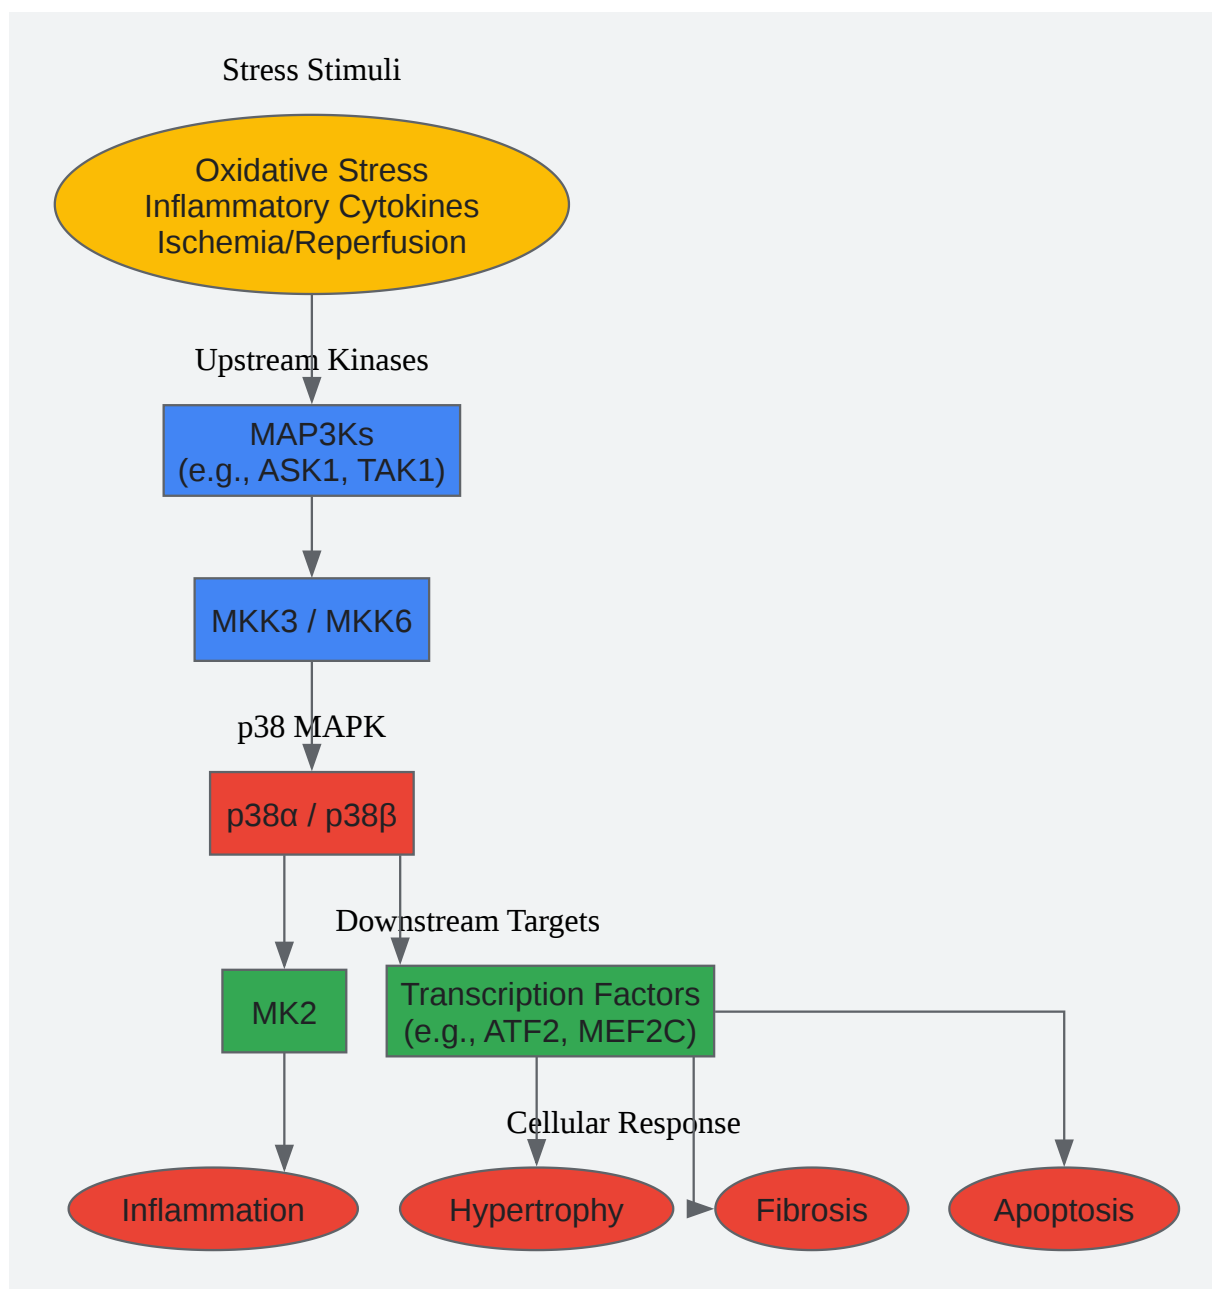 Stress Stimuli
Oxidative Stress
Inflammatory Cytokines
Ischemia/Reperfusion
Upstream Kinases
MAP3Ks
(e.g., ASK1, TAK1)
MKK3 / MKK6
p38 MAPK
p38α / p38β
Downstream Targets
MK2
Transcription Factors
(e.g., ATF2, MEF2C)
Cellular Response
Inflammation
Hypertrophy
Fibrosis
Apoptosis